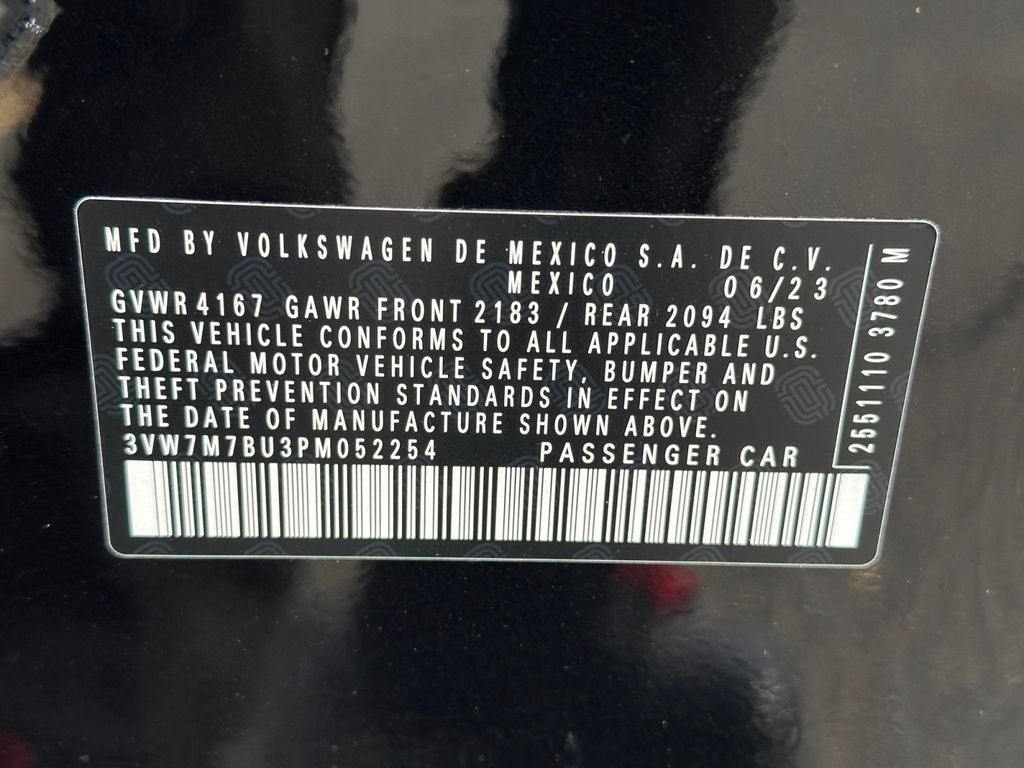 MFD BY VOLKSWAGEN DE MEXICO S.A. DE C.V.
MEXICO 06/23
GVWR 4167 GAWR FRONT 2183 / REAR 2094 LBS
THIS VEHICLE CONFORMS TO ALL APPLICABLE U.S.
FEDERAL MOTOR VEHICLE SAFETY, BUMPER AND
THEFT PREVENTION STANDARDS IN EFFECT ON
THE DATE OF MANUFACTURE SHOWN ABOVE.
3VW7M7BU3PM052254 PASSENGER CAR
2551110 3780 M